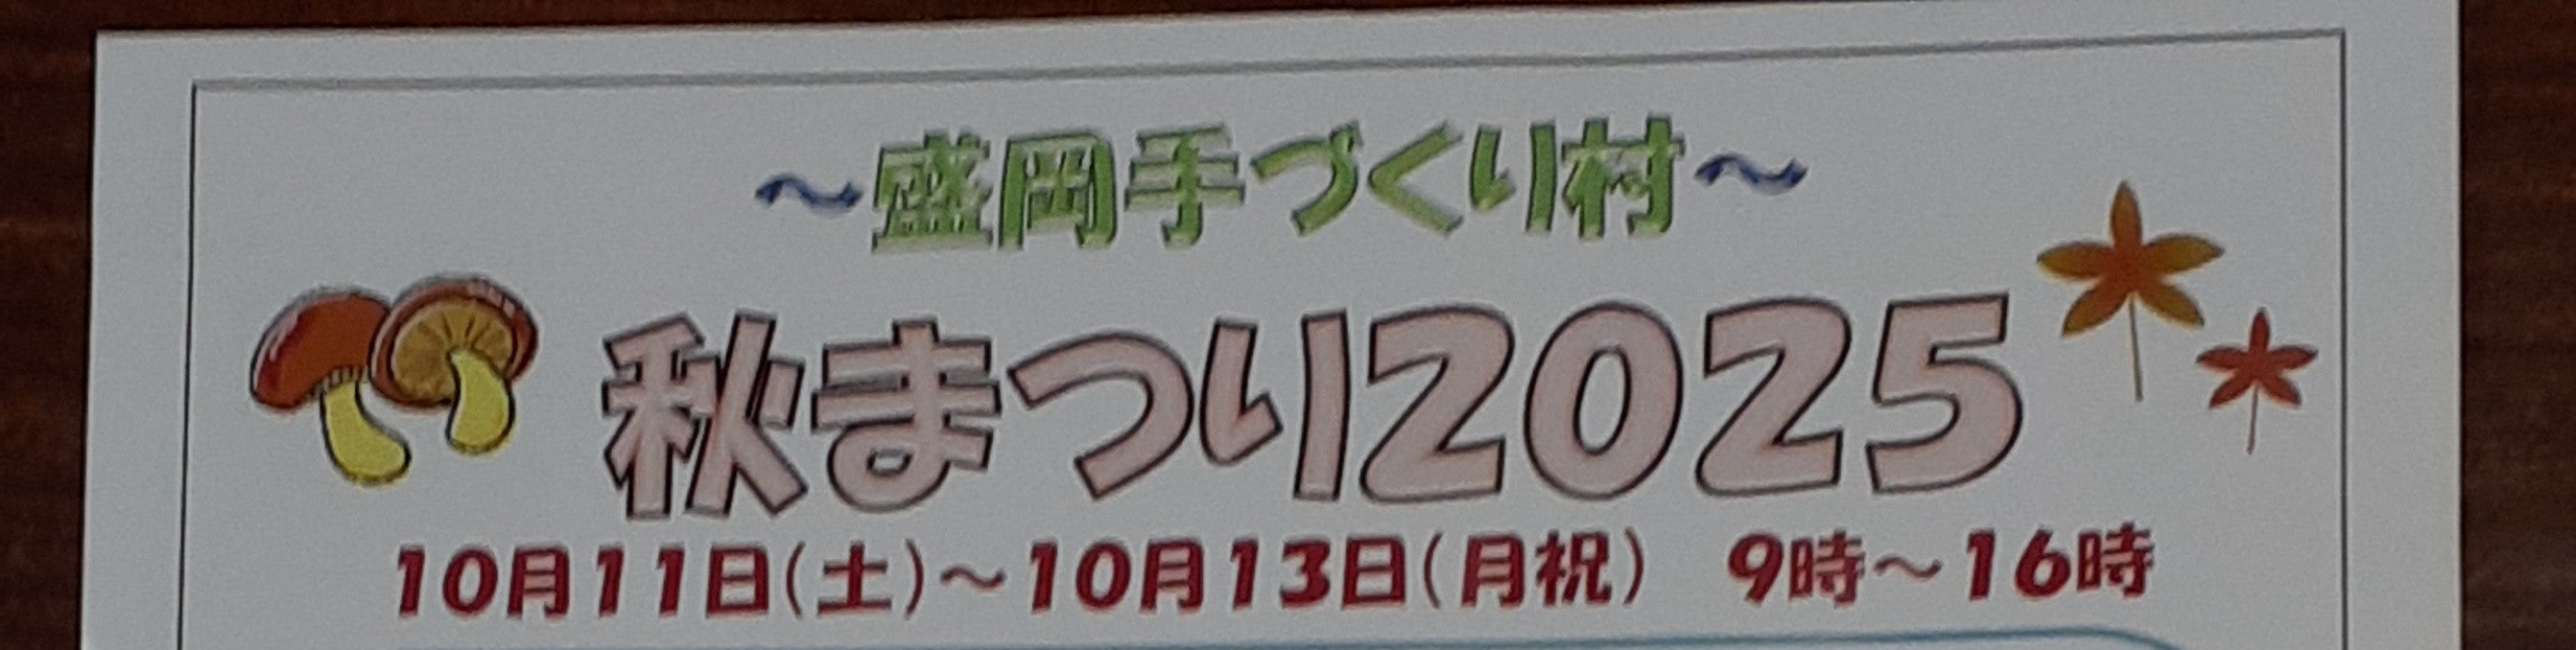 ～盛岡手づくり村～
秋まつり2025
10月11日(土)～10月13日(月祝) 9時～16時